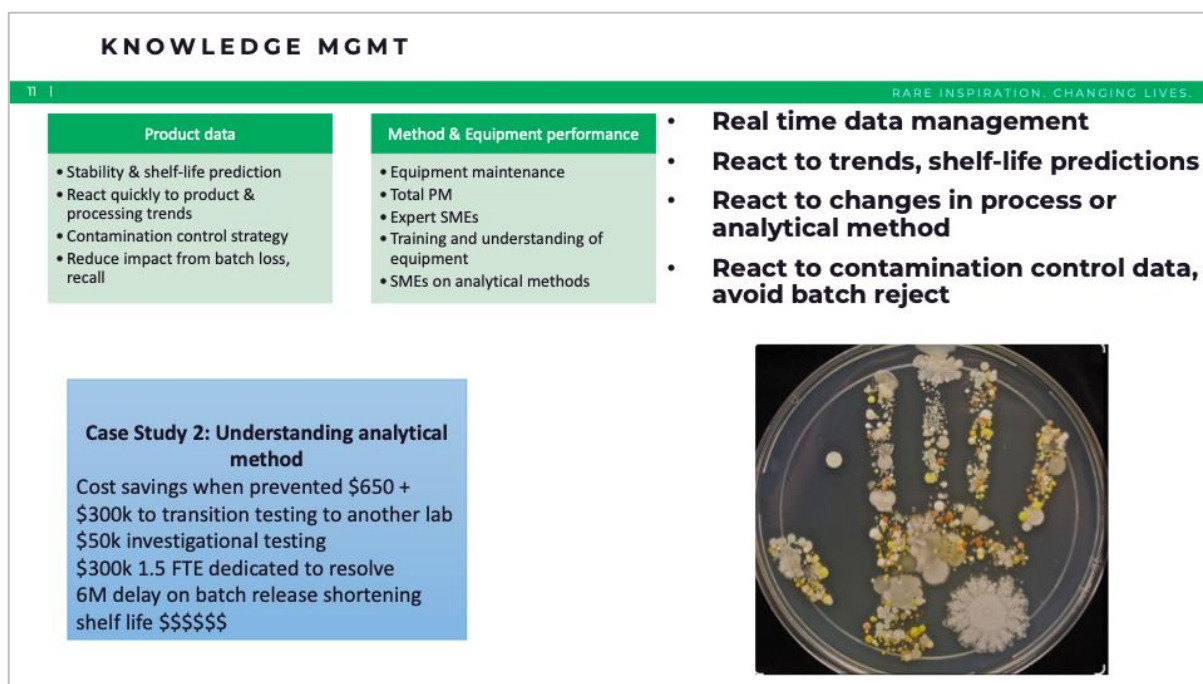 KNOWLEDGE MGMT
11 |
RARE INSPIRATION. CHANGING LIVES.
Product data
• Stability & shelf-life prediction
• React quickly to product &
processing trends
• Contamination control strategy
• Reduce impact from batch loss,
recall
Method & Equipment performance
• Equipment maintenance
• Total PM
• Expert SMEs
• Training and understanding of
equipment
• SMEs on analytical methods
• Real time data management
• React to trends, shelf-life predictions
• React to changes in process or
analytical method
• React to contamination control data,
avoid batch reject
Case Study 2: Understanding analytical
method
Cost savings when prevented $650 +
$300k to transition testing to another lab
$50k investigational testing
$300k 1.5 FTE dedicated to resolve
6M delay on batch release shortening
shelf life $$$$$$